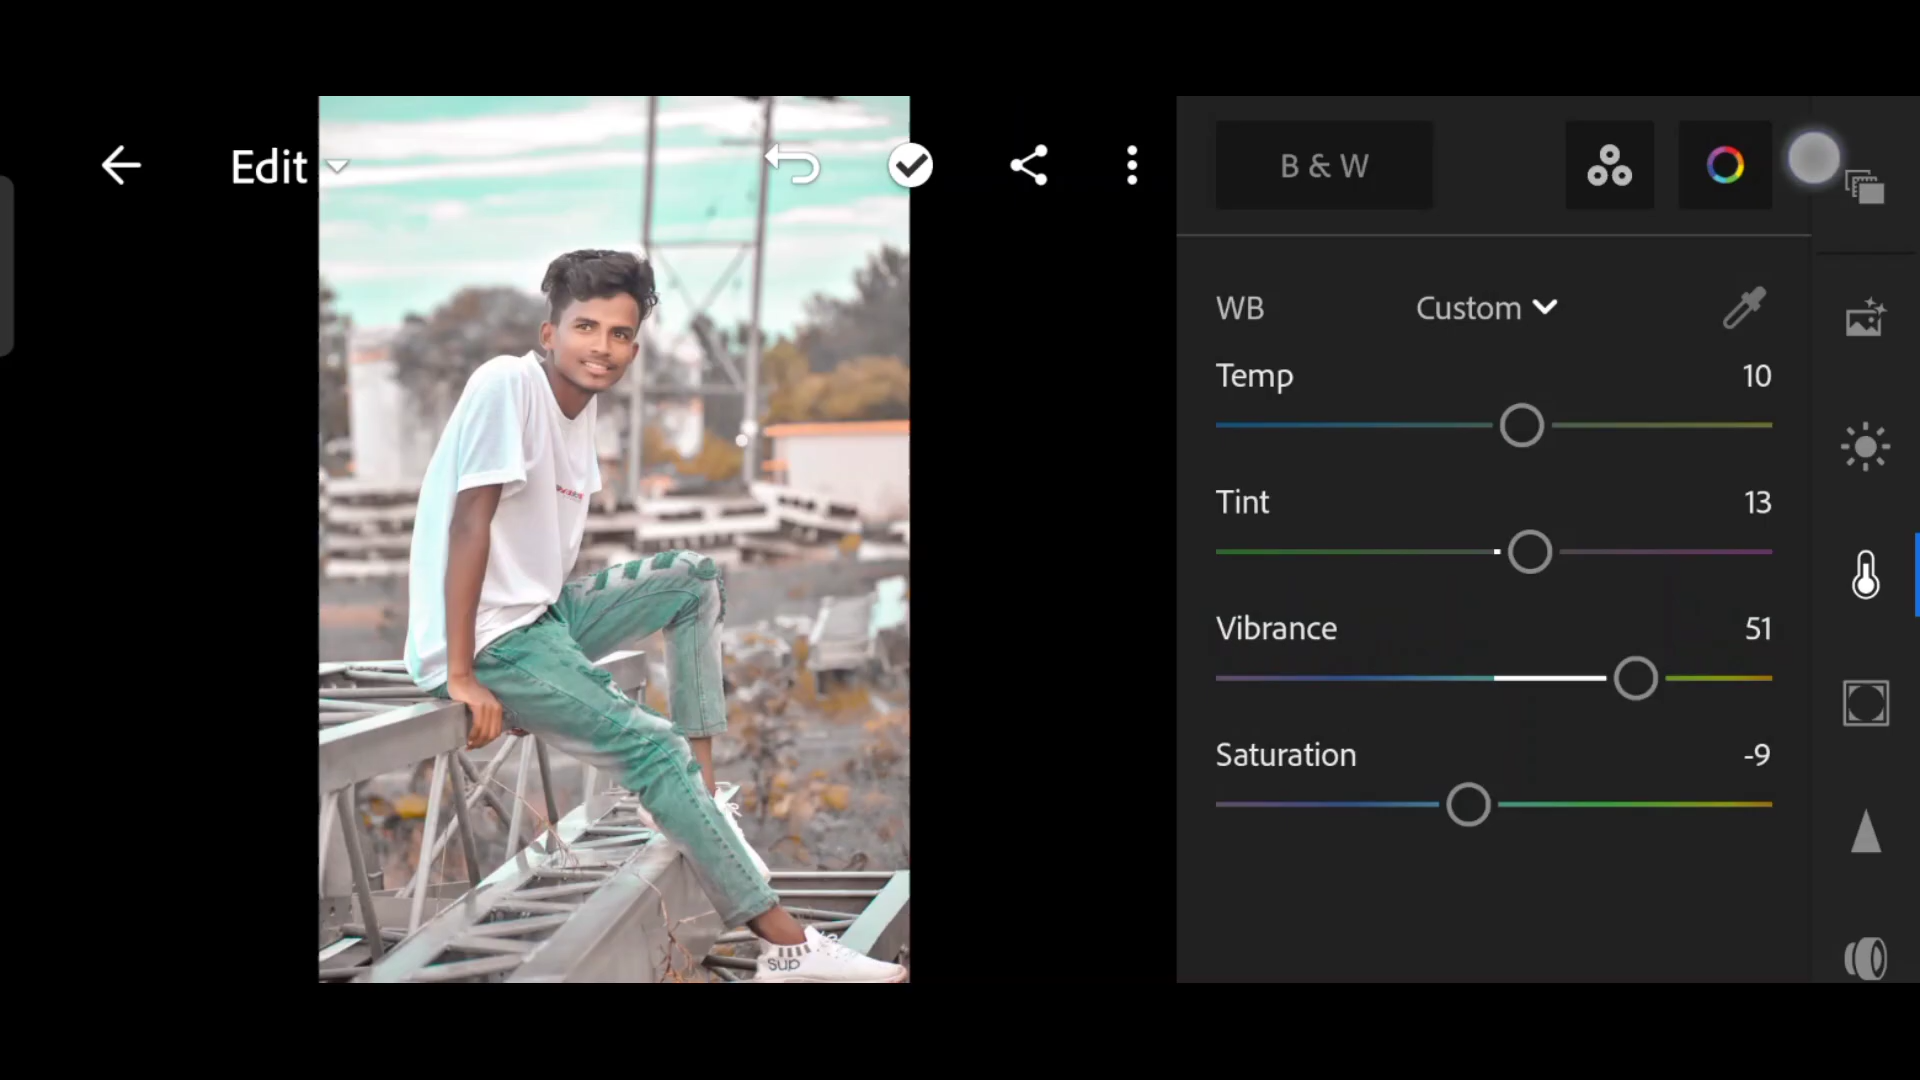 Edit
B & W
WB
Custom
Temp
10
Tint
13
Vibrance
51
Saturation
-9
sup